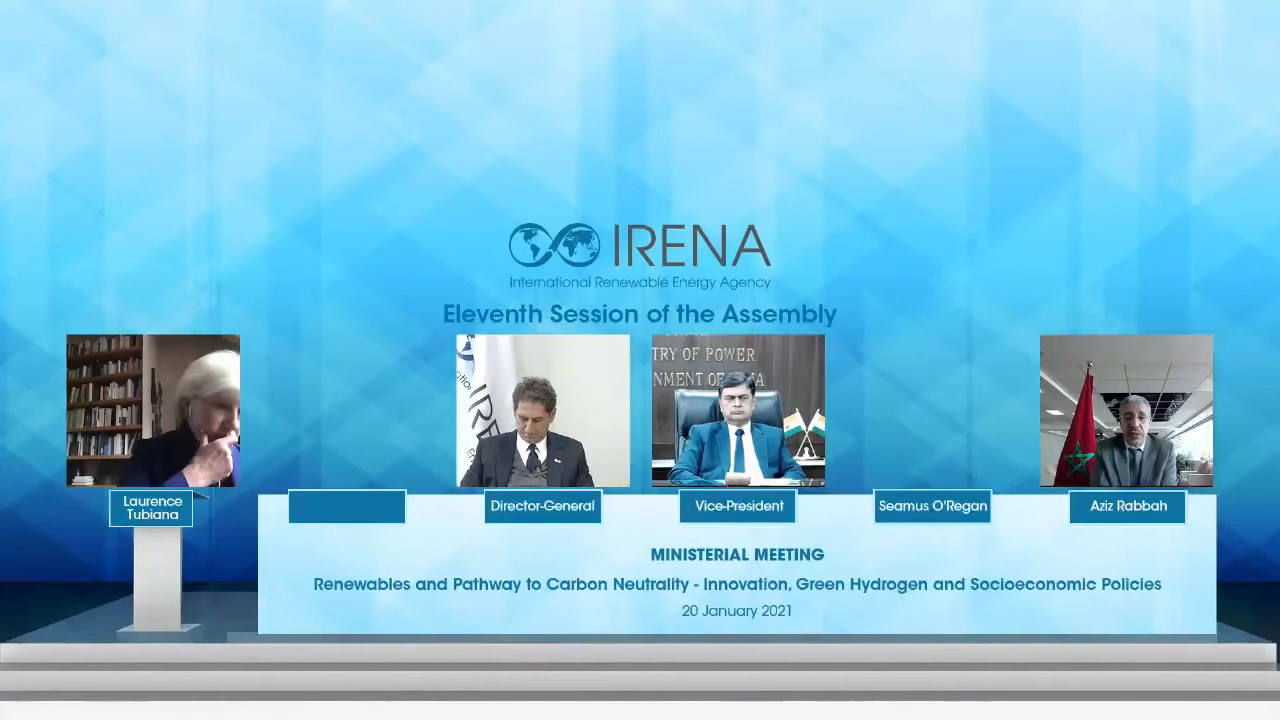 IRENA
International Renewable Energy Agency
Eleventh Session of the Assembly
TRY OF POWER
NMENT OF
IRE
Laurence
Tubiana
Director-General
Vice-President
Seamus O'Regan
Aziz Rabbah
MINISTERIAL MEETING
Renewables and Pathway to Carbon Neutrality - Innovation, Green Hydrogen and Socioeconomic Policies
20 January 2021